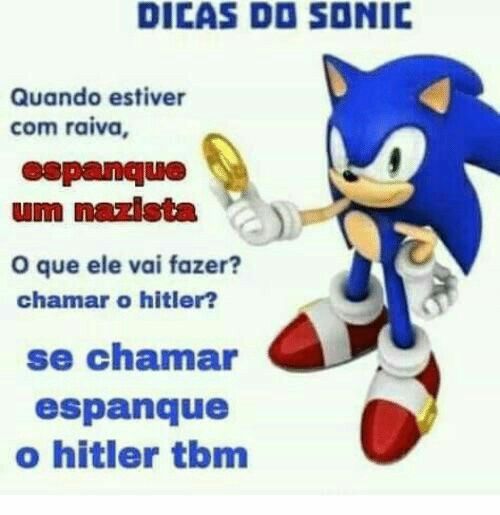 DICAS DO SONIC
Quando estiver
com raiva,
espanque
um nazista
O que ele vai fazer?
chamar o hitler?
se chamar
espanque
o hitler tbm